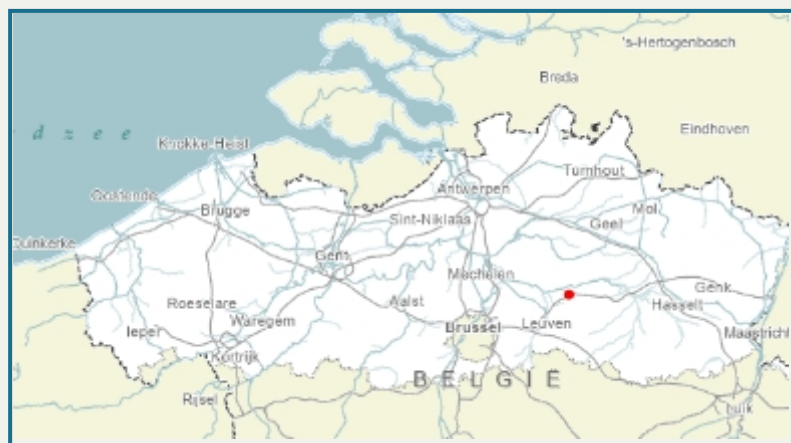 's-Hertogenbosch
Breda
d z e e
Eindhoven
Knokke-Heist
Turnhout
Oostende
Antwerpen
Mol
Brugge
Sint-Niklaas
Geel
Duinkerke
Gent
Mechelen
Genk
Roeselare
Aalst
Hasselt
Ieper
Waregem
Brussel
Leuven
Maastricht
Kortrijk
BELGIË
Rijsel
Luik